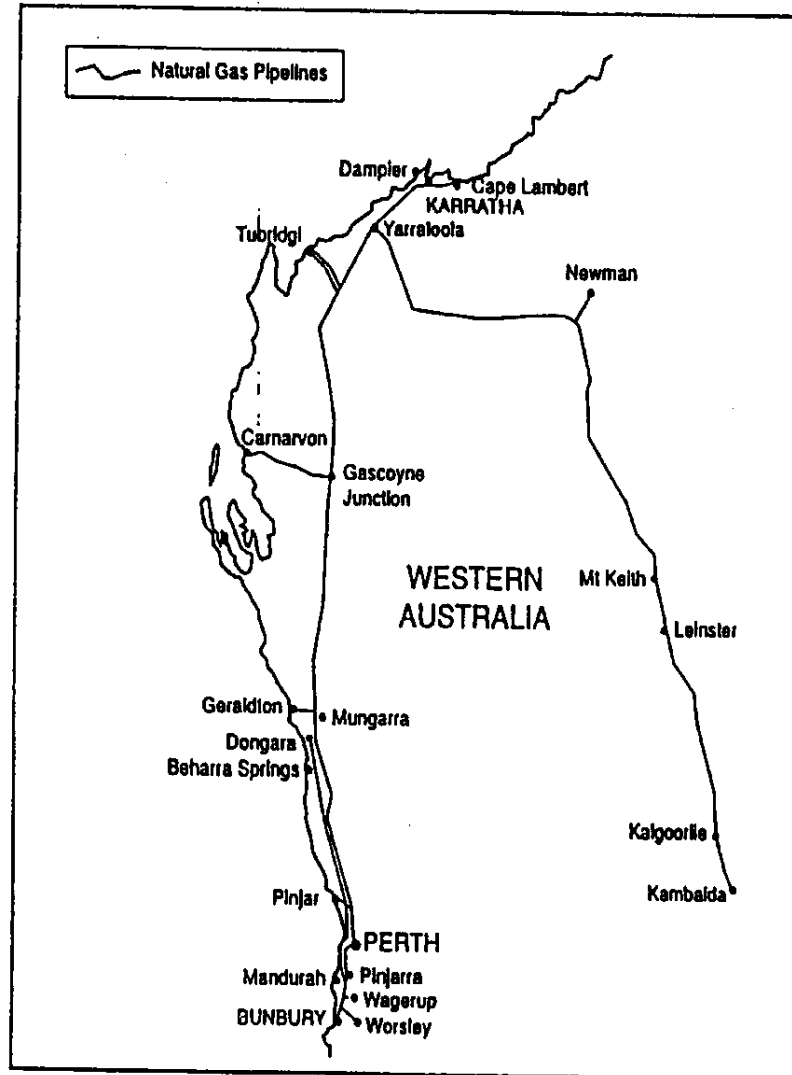 Natural Gas Pipelines
Dampier
Cape Lambert
KARRATHA
Yarraloola
Tubridgi
Newman
Carnarvon
Gascoyne
Junction
WESTERN
AUSTRALIA
Mt Keith
Leinster
Geraldton
Mungarra
Dongara
Beharra Springs
Kalgoorlie
Kambalda
Pinjar
PERTH
Mandurah
Pinjarra
Wagerup
BUNBURY
Worsley